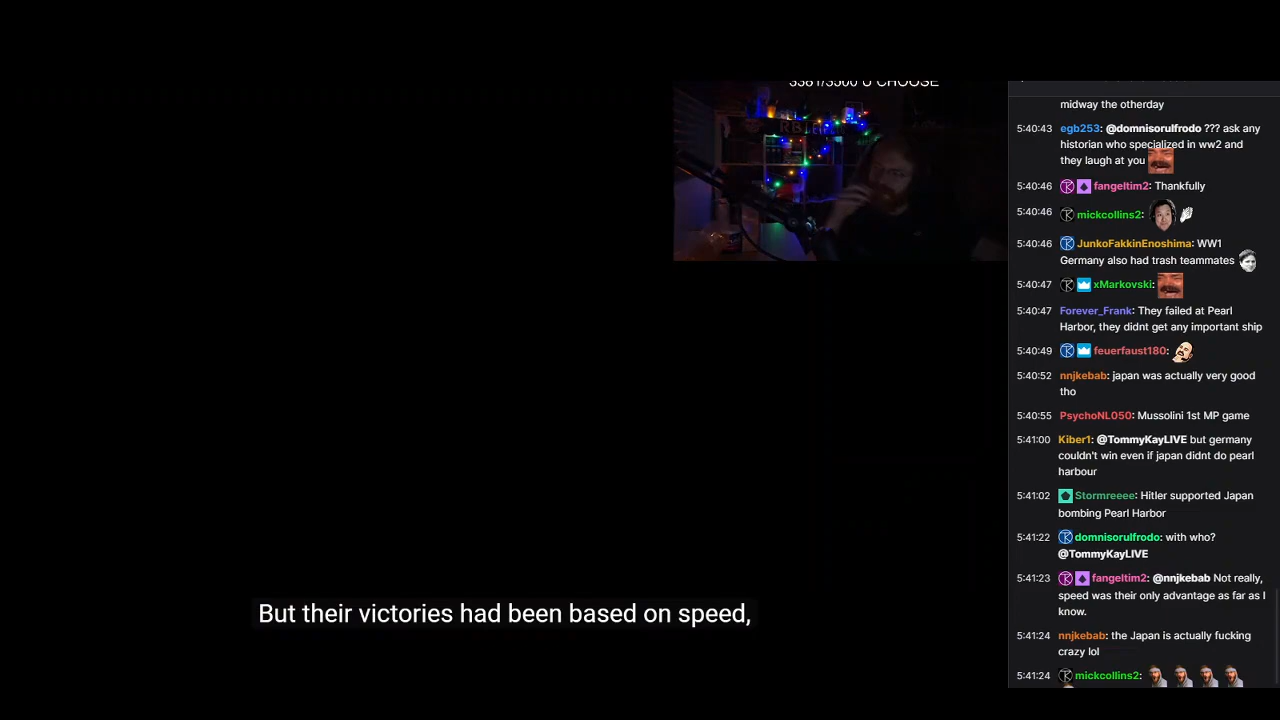 3381/3500 U CHOOSE
midway the otherday
5:40:43 egb253: @domnisorulfrodo ??? ask any
historian who specialized in ww2 and
they laugh at you
5:40:46 fangeltim2: Thankfully
5:40:46 mickcollins2:
5:40:46 JunkoFakkinEnoshima: WW1
Germany also had trash teammates
5:40:47 xMarkovski:
5:40:47 Forever_Frank: They failed at Pearl
Harbor, they didnt get any important ship
5:40:49 feuerfaust180:
5:40:52 nnjkebab: japan was actually very good
tho
5:40:55 PsychoNL050: Mussolini 1st MP game
5:41:00 Kiber1: @TommyKayLIVE but germany
couldn't win even if japan didnt do pearl
harbour
5:41:02 Stormreeee: Hitler supported Japan
bombing Pearl Harbor
5:41:22 domnisorulfrodo: with who?
@TommyKayLIVE
5:41:23 fangeltim2: @nnjkebab Not really,
speed was their only advantage as far as I
know.
5:41:24 nnjkebab: the Japan is actually fucking
crazy lol
5:41:24 mickcollins2:
But their victories had been based on speed,